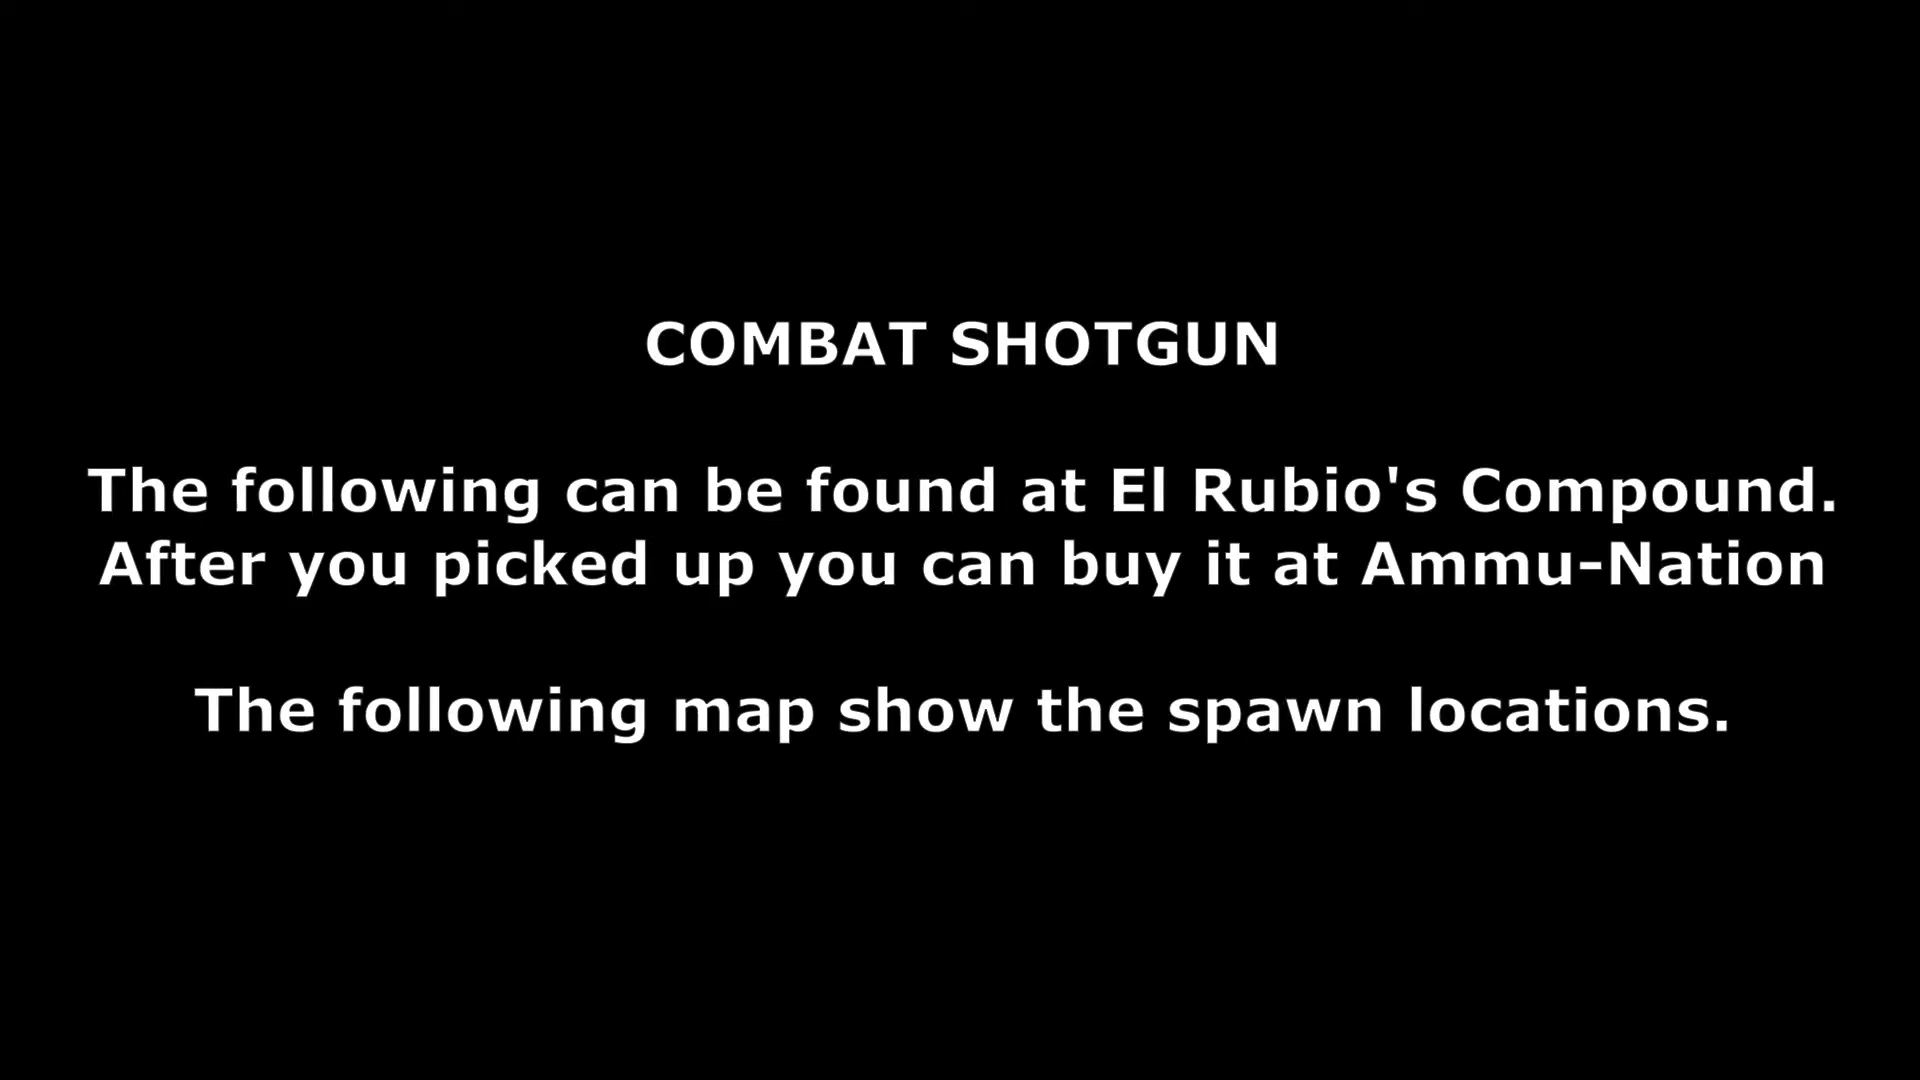 COMBAT SHOTGUN
The following can be found at El Rubio's Compound.
After you picked up you can buy it at Ammu-Nation
The following map show the spawn locations.